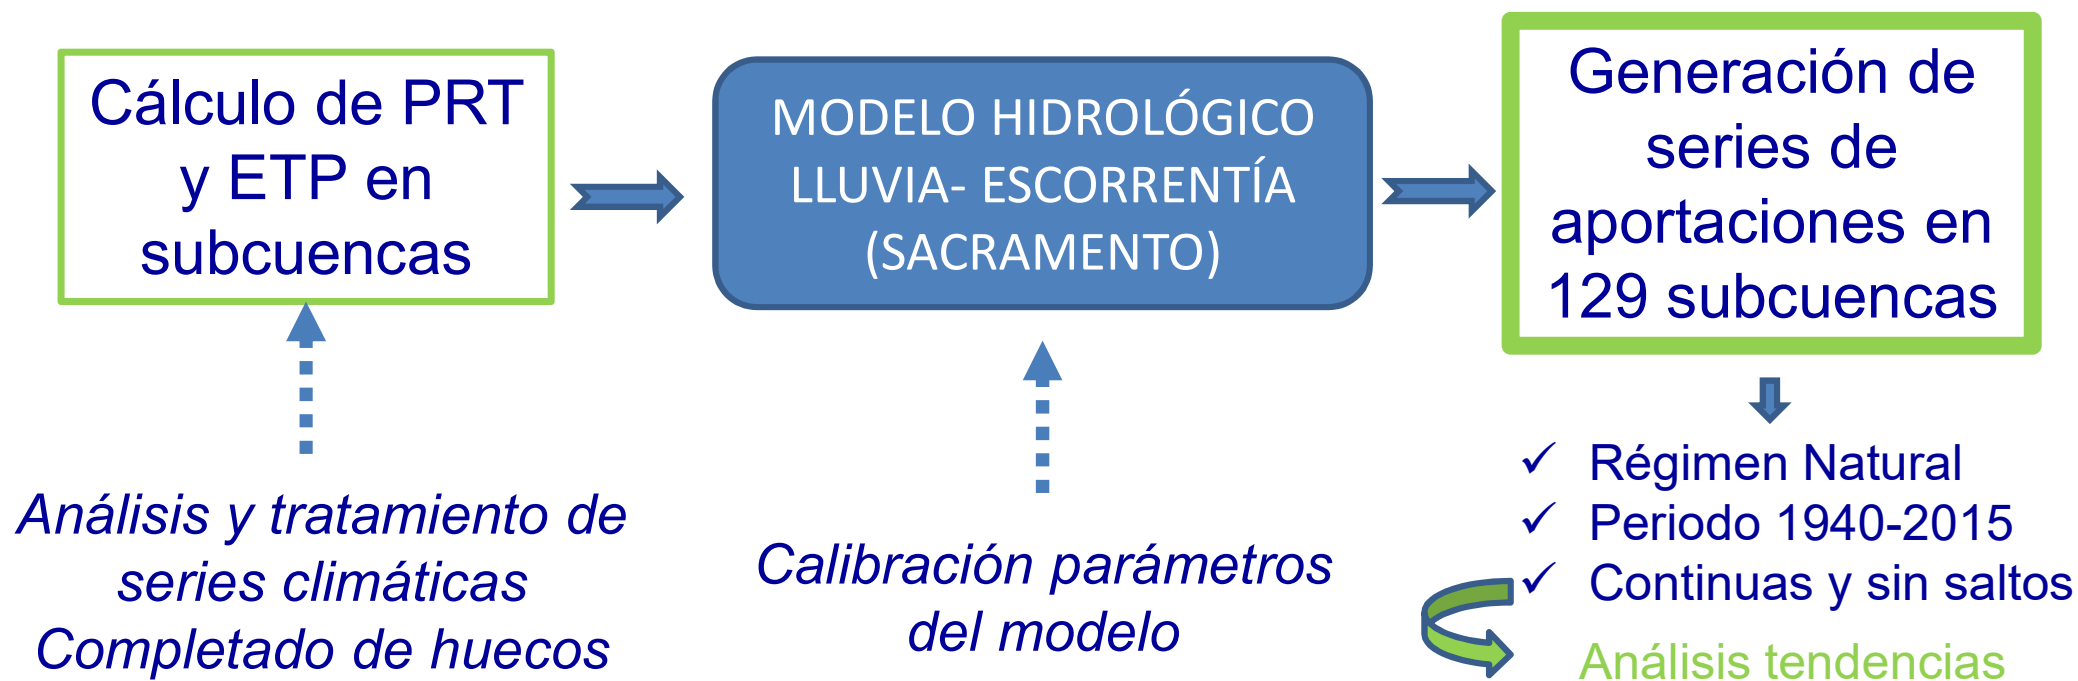 Cálculo de PRT
y ETP en
subcuencas
MODELO HIDROLÓGICO
LLUVIA- ESCORRENTÍA
(SACRAMENTO)
Generación de
series de
aportaciones en
129 subcuencas
Análisis y tratamiento de
series climáticas
Completado de huecos
Calibración parámetros
del modelo
✓ Régimen Natural
✓ Periodo 1940-2015
✓ Continuas y sin saltos
Análisis tendencias